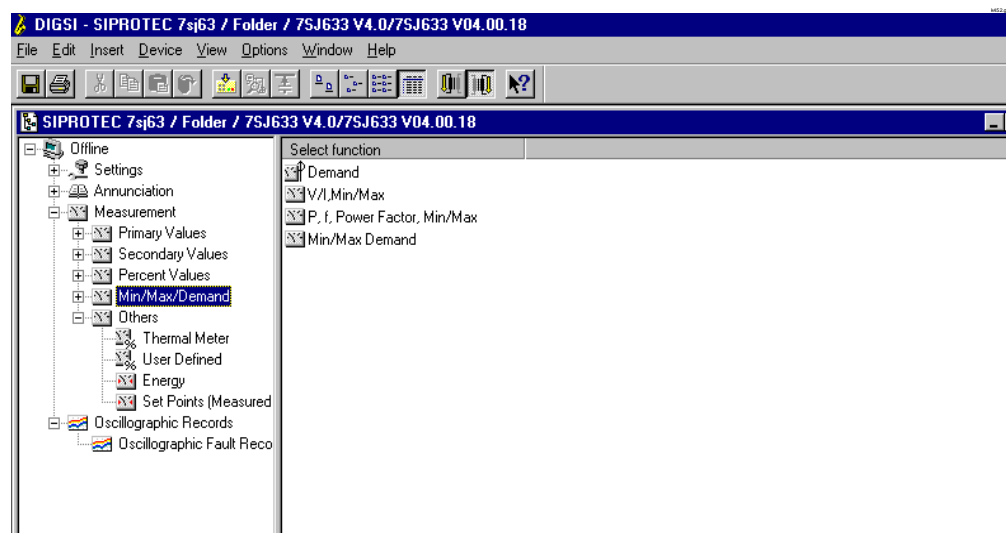 DIGSI - SIPROTEC 7sj63 / Folder / 7SJ633 V4.0/7SJ633 V04.00.18
File Edit Insert Device View Options Window Help
SIPROTEC 7sj63 / Folder / 7SJ633 V4.0/7SJ633 V04.00.18
Offline
Settings
Annunciation
Measurement
Primary Values
Secondary Values
Percent Values
Min/Max/Demand
Others
Thermal Meter
User Defined
Energy
Set Points (Measured
Oscillographic Records
Oscillographic Fault Reco
Select function
Demand
V/I,Min/Max
P, f, Power Factor, Min/Max
Min/Max Demand